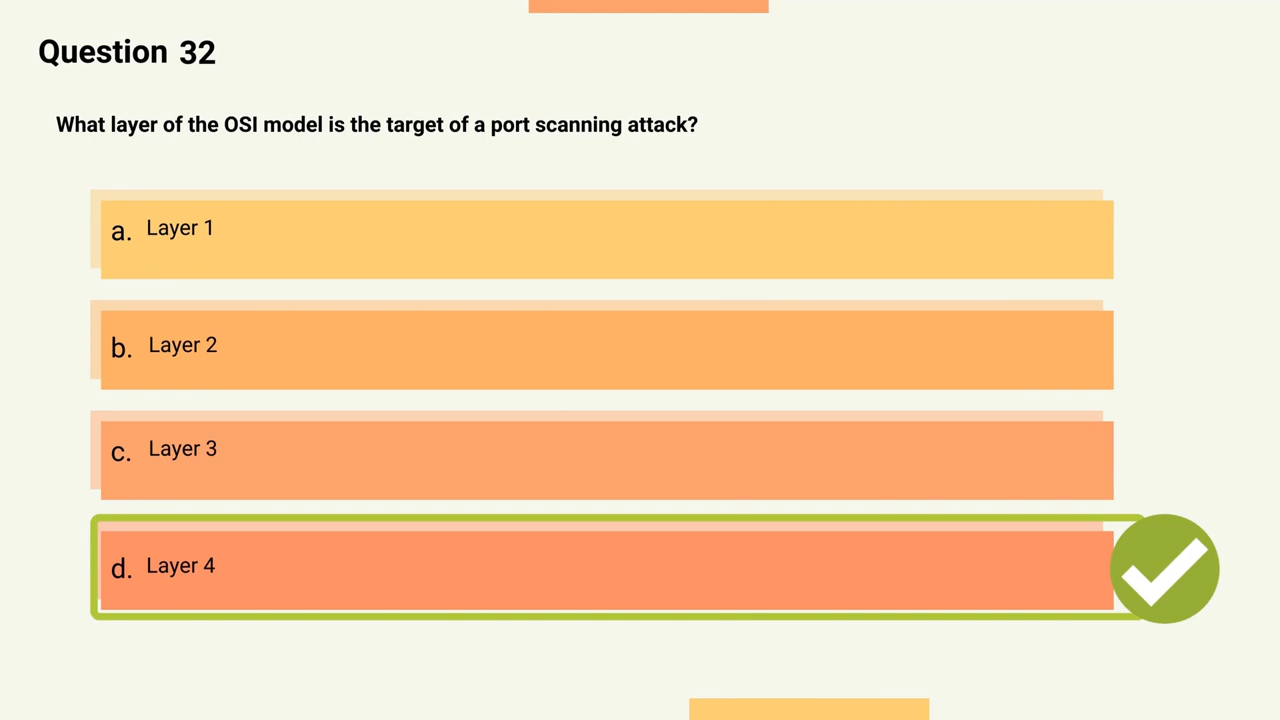 Question 32
What layer of the OSI model is the target of a port scanning attack?
a. Layer 1
b. Layer 2
c. Layer 3
d. Layer 4